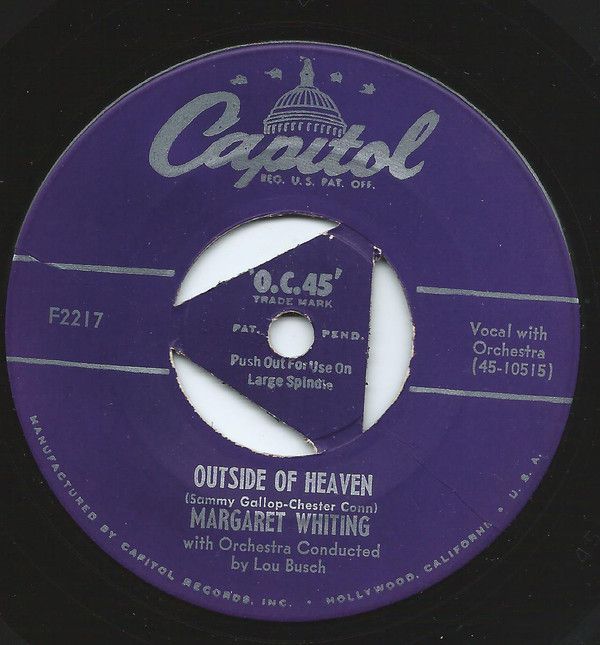 Capitol
REG. U.S. PAT. OFF.
'O.C.45'
TRADE MARK
PAT. PEND.
Push Out For Use On
Large Spindle
F2217
Vocal with
Orchestra
(45-10515)
OUTSIDE OF HEAVEN
(Sammy Gallop-Chester Conn)
MARGARET WHITING
with Orchestra Conducted
by Lou Busch
MANUFACTURED BY CAPITOL RECORDS, INC. • HOLLYWOOD, CALIFORNIA • U.S.A.